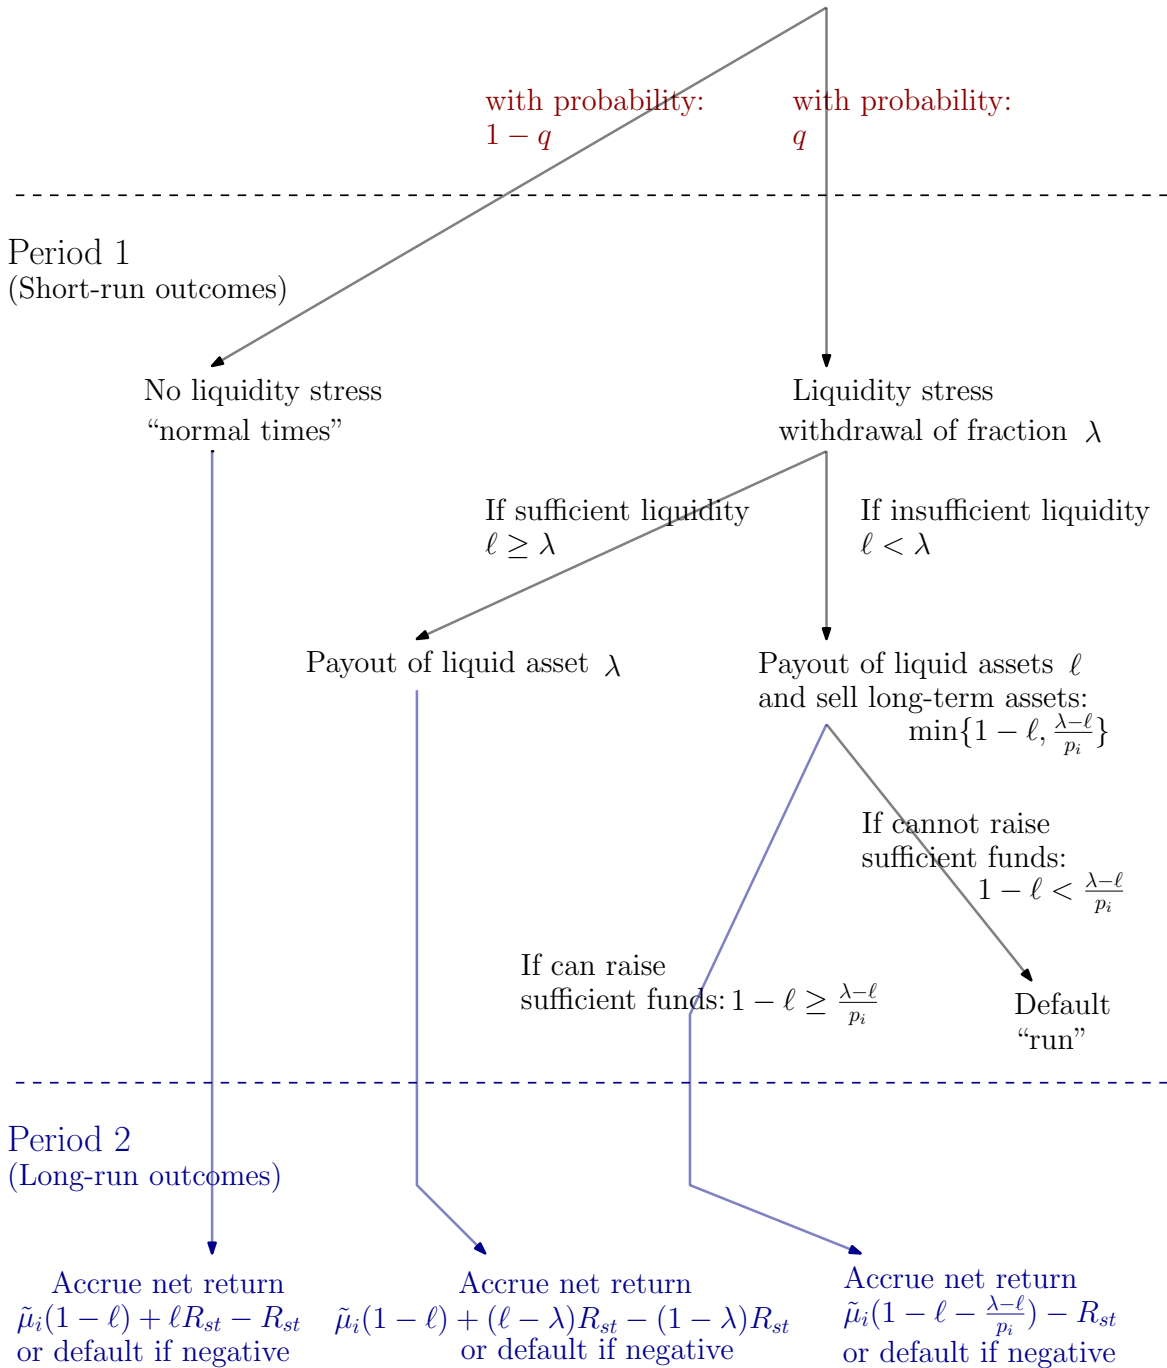 with probability:
1 − q
with probability:
q
Period 1
(Short-run outcomes)
No liquidity stress
“normal times”
Liquidity stress
withdrawal of fraction λ
If sufficient liquidity
ℓ ≥ λ
If insufficient liquidity
ℓ < λ
Payout of liquid asset λ
Payout of liquid assets ℓ
and sell long-term assets:
min{1 − ℓ, (λ−ℓ)/p_i}
If cannot raise
sufficient funds:
1 − ℓ < (λ−ℓ)/p_i
If can raise
sufficient funds: 1 − ℓ ≥ (λ−ℓ)/p_i
Default
“run”
Period 2
(Long-run outcomes)
Accrue net return
μ̃_i(1 − ℓ) + ℓR_st − R_st
or default if negative
Accrue net return
μ̃_i(1 − ℓ) + (ℓ − λ)R_st − (1 − λ)R_st
or default if negative
Accrue net return
μ̃_i(1 − ℓ − (λ−ℓ)/p_i) − R_st
or default if negative